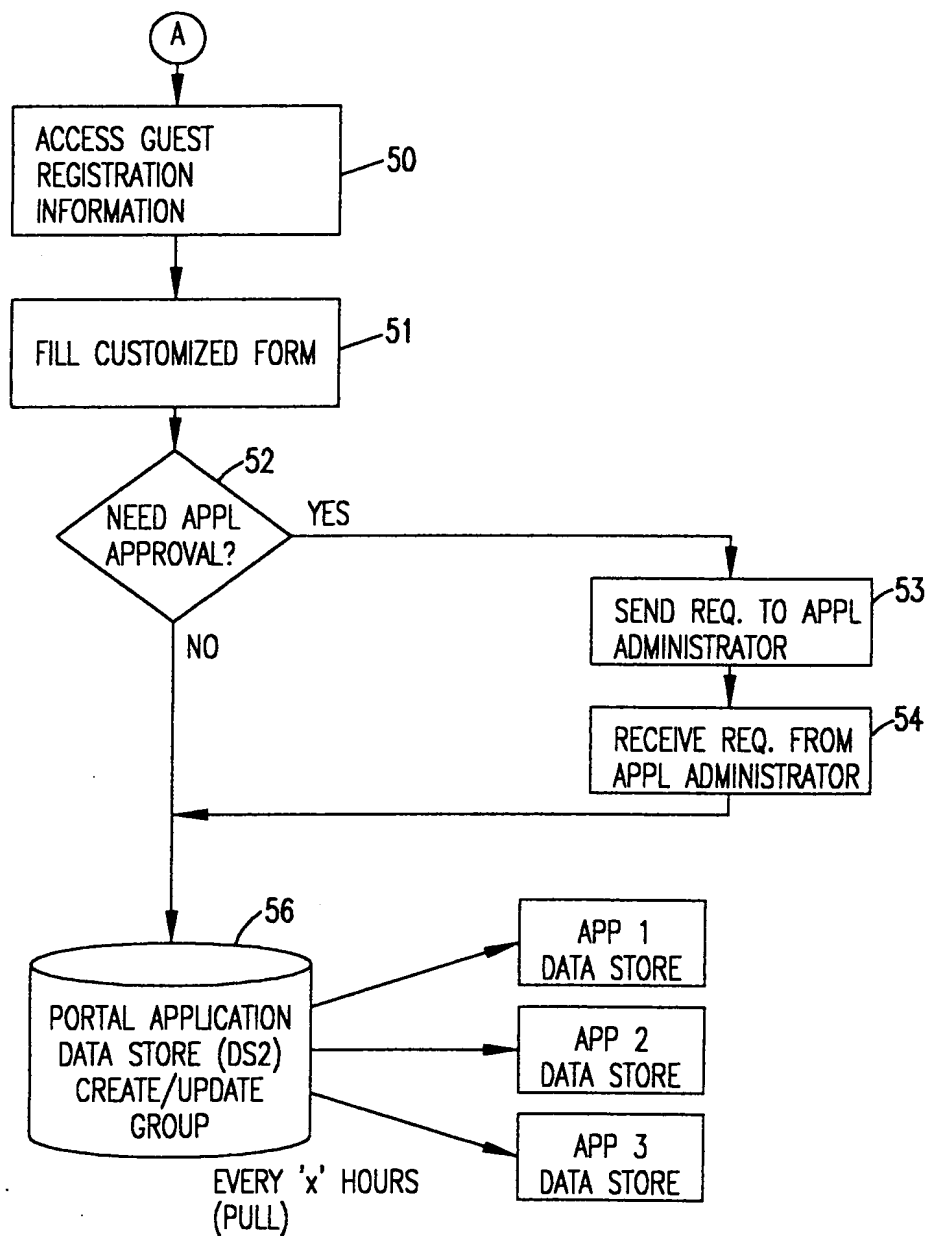 A
ACCESS GUEST
REGISTRATION
INFORMATION
50
FILL CUSTOMIZED FORM
51
52
NEED APPL
APPROVAL?
YES
NO
SEND REQ. TO APPL
ADMINISTRATOR
53
RECEIVE REQ. FROM
APPL ADMINISTRATOR
54
56
PORTAL APPLICATION
DATA STORE (DS2)
CREATE/UPDATE
GROUP
APP 1
DATA STORE
APP 2
DATA STORE
APP 3
DATA STORE
EVERY 'x' HOURS
(PULL)